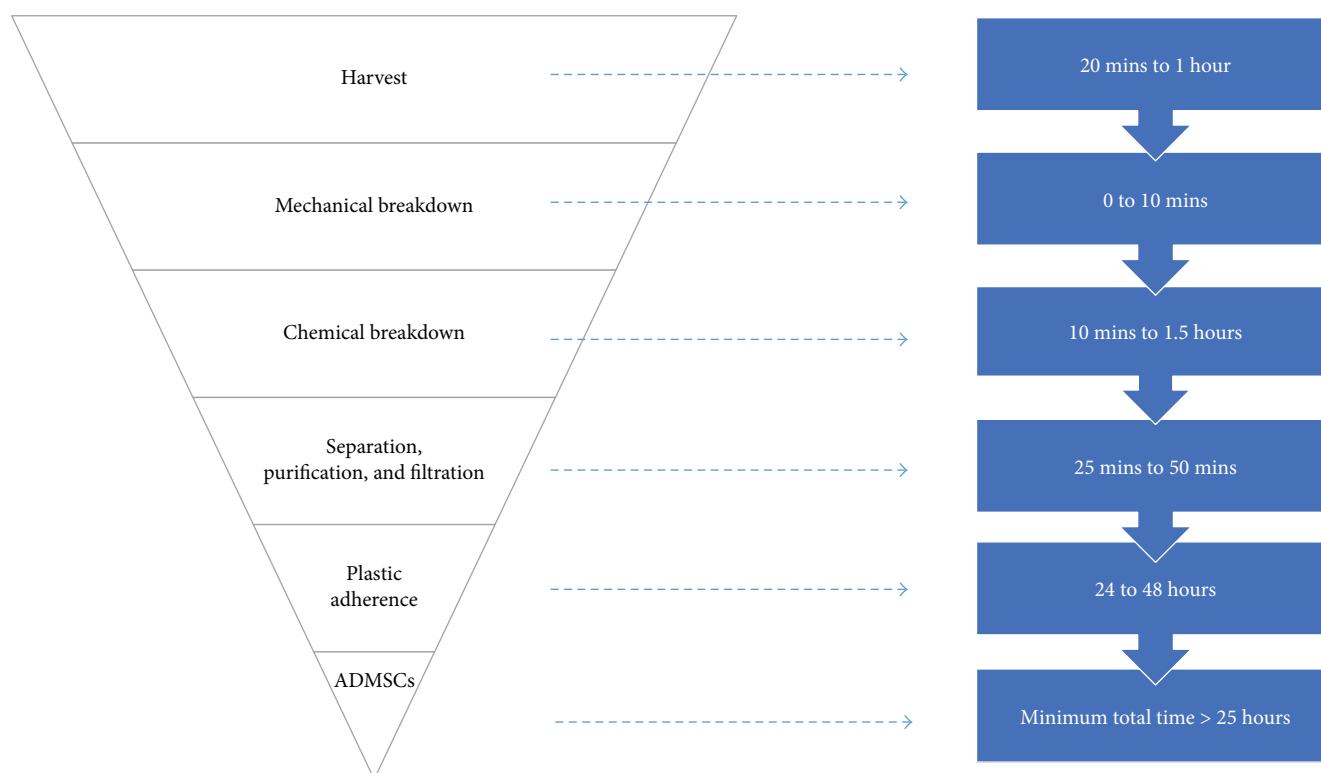 Harvest
20 mins to 1 hour
Mechanical breakdown
0 to 10 mins
Chemical breakdown
10 mins to 1.5 hours
Separation,
purification, and filtration
25 mins to 50 mins
Plastic
adherence
24 to 48 hours
ADMSCs
Minimum total time > 25 hours